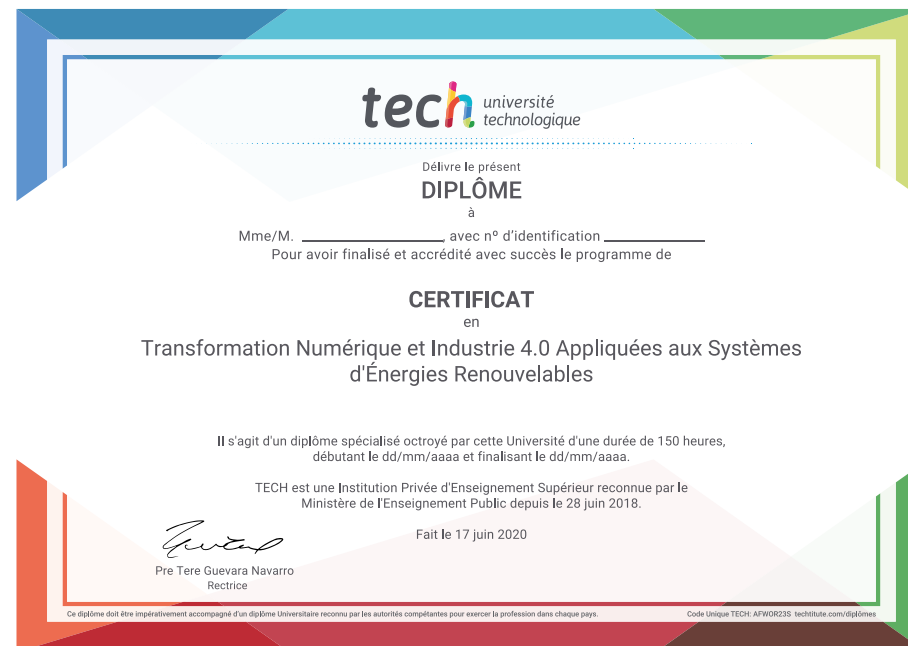 tech université
technologique
Délivre le présent
DIPLÔME
à
Mme/M. ____________________, avec nº d'identification ______________
Pour avoir finalisé et accrédité avec succès le programme de
CERTIFICAT
en
Transformation Numérique et Industrie 4.0 Appliquées aux Systèmes
d'Énergies Renouvelables
Il s'agit d'un diplôme spécialisé octroyé par cette Université d'une durée de 150 heures,
débutant le dd/mm/aaaa et finalisant le dd/mm/aaaa.
TECH est une Institution Privée d'Enseignement Supérieur reconnue par le
Ministère de l'Enseignement Public depuis le 28 juin 2018.
Fait le 17 juin 2020
Pre Tere Guevara Navarro
Rectrice
Ce diplôme doit être impérativement accompagné d'un diplôme Universitaire reconnu par les autorités compétentes pour exercer la profession dans chaque pays.
Code Unique TECH: AFWOR23S techtitute.com/diplômes